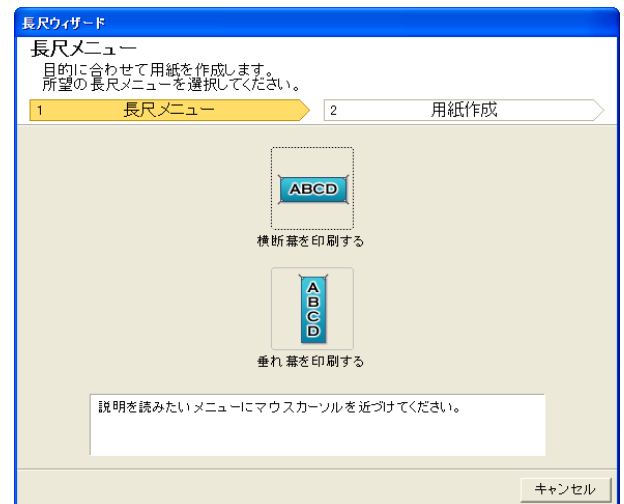 長尺ウィザード
長尺メニュー
目的に合わせて用紙を作成します。
所望の長尺メニューを選択してください。
1 長尺メニュー 2 用紙作成
ABCD
横断幕を印刷する
A
B
C
D
垂れ幕を印刷する
説明を読みたいメニューにマウスカーソルを近づけてください。
キャンセル